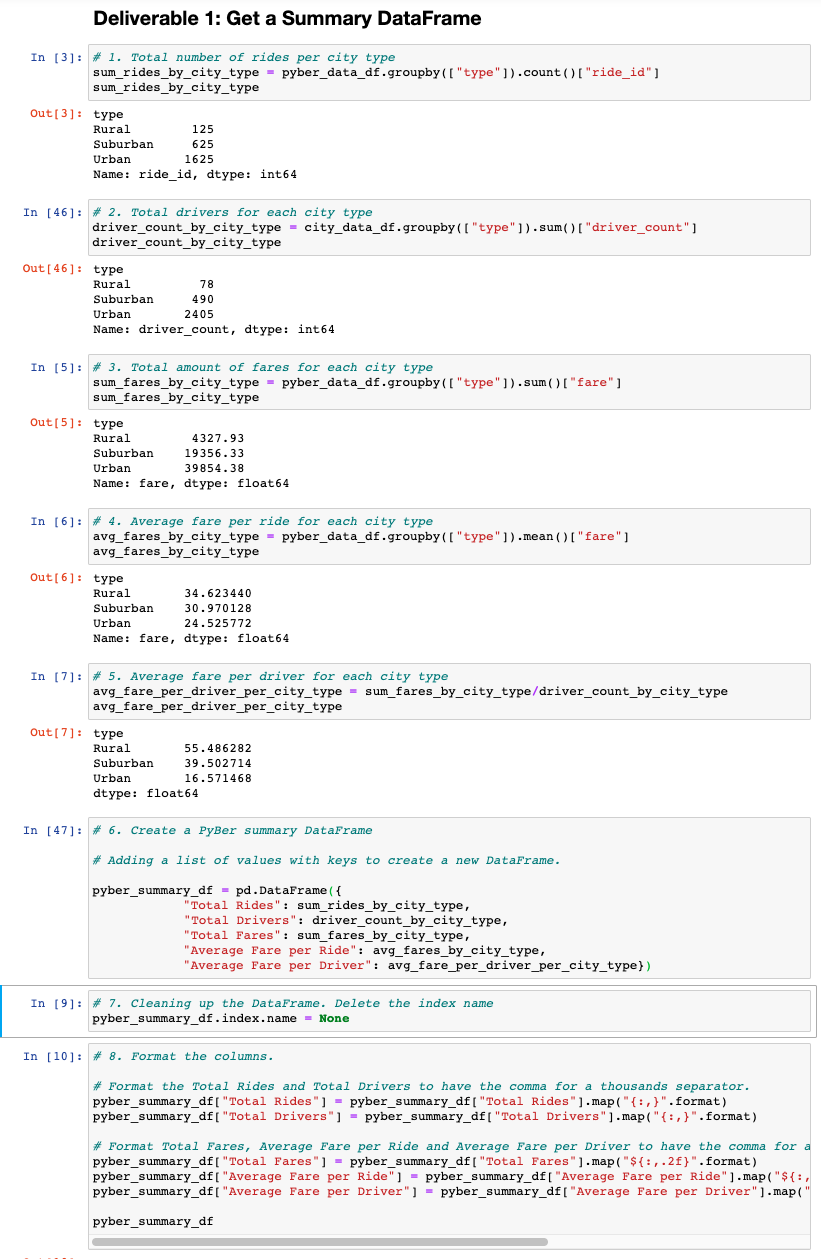 Deliverable 1: Get a Summary DataFrame
In [3]: # 1. Total number of rides per city type
sum_rides_by_city_type = pyber_data_df.groupby(["type"]).count()["ride_id"]
sum_rides_by_city_type
Out[3]: type
Rural 125
Suburban 625
Urban 1625
Name: ride_id, dtype: int64
In [46]: # 2. Total drivers for each city type
driver_count_by_city_type = city_data_df.groupby(["type"]).sum()["driver_count"]
driver_count_by_city_type
Out[46]: type
Rural 78
Suburban 490
Urban 2405
Name: driver_count, dtype: int64
In [5]: # 3. Total amount of fares for each city type
sum_fares_by_city_type = pyber_data_df.groupby(["type"]).sum()["fare"]
sum_fares_by_city_type
Out[5]: type
Rural 4327.93
Suburban 19356.33
Urban 39854.38
Name: fare, dtype: float64
In [6]: # 4. Average fare per ride for each city type
avg_fares_by_city_type = pyber_data_df.groupby(["type"]).mean()["fare"]
avg_fares_by_city_type
Out[6]: type
Rural 34.623440
Suburban 30.970128
Urban 24.525772
Name: fare, dtype: float64
In [7]: # 5. Average fare per driver for each city type
avg_fare_per_driver_per_city_type = sum_fares_by_city_type/driver_count_by_city_type
avg_fare_per_driver_per_city_type
Out[7]: type
Rural 55.486282
Suburban 39.502714
Urban 16.571468
dtype: float64
In [47]: # 6. Create a PyBer summary DataFrame
# Adding a list of values with keys to create a new DataFrame.
pyber_summary_df = pd.DataFrame({
"Total Rides": sum_rides_by_city_type,
"Total Drivers": driver_count_by_city_type,
"Total Fares": sum_fares_by_city_type,
"Average Fare per Ride": avg_fares_by_city_type,
"Average Fare per Driver": avg_fare_per_driver_per_city_type})
In [9]: # 7. Cleaning up the DataFrame. Delete the index name
pyber_summary_df.index.name = None
In [10]: # 8. Format the columns.
# Format the Total Rides and Total Drivers to have the comma for a thousands separator.
pyber_summary_df["Total Rides"] = pyber_summary_df["Total Rides"].map("{:,}".format)
pyber_summary_df["Total Drivers"] = pyber_summary_df["Total Drivers"].map("{:,}".format)
# Format Total Fares, Average Fare per Ride and Average Fare per Driver to have the comma for a
pyber_summary_df["Total Fares"] = pyber_summary_df["Total Fares"].map("${:,.2f}".format)
pyber_summary_df["Average Fare per Ride"] = pyber_summary_df["Average Fare per Ride"].map("${:,
pyber_summary_df["Average Fare per Driver"] = pyber_summary_df["Average Fare per Driver"].map("
pyber_summary_df